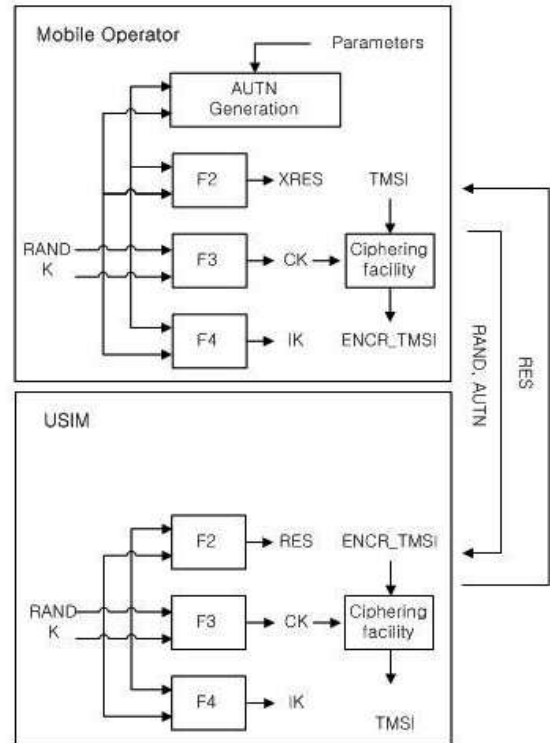 Mobile Operator
Parameters
AUTN
Generation
F2
XRES
TMSI
RAND
K
F3
CK
Ciphering
facility
F4
IK
ENCR_TMSI
RAND, AUTN
RES
USIM
F2
RES
ENCR_TMSI
RAND
K
F3
CK
Ciphering
facility
F4
IK
TMSI